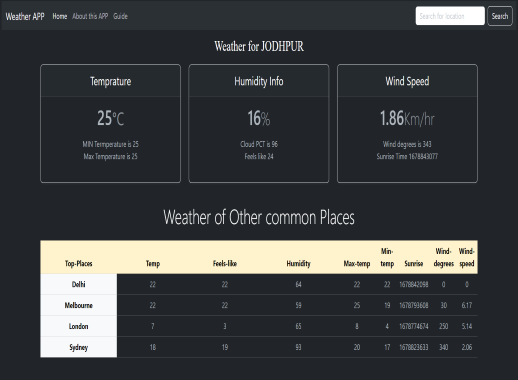 Weather APP Home About this APP Guide Search for location Search
Weather for JODHPUR
Temprature Humidity Info Wind Speed
25°C 16% 1.86Km/hr
MIN Termperature is 25 Cloud PCT is 96 Wind degrees is 343
Max Temperature is 25 Feels like 24 Sunrise Time 1678843077
Weather of Other common Places
Top-Places Temp Feels-like Humidity Max-temp Min-temp Sunrise Wind-degrees Wind-speed
Delhi 22 22 64 22 22 1678842098 0 0
Melbourne 22 22 59 25 19 1678793608 30 6.17
London 7 3 65 8 4 1678774674 250 5.14
Sydney 18 19 93 20 17 1678823633 340 2.06